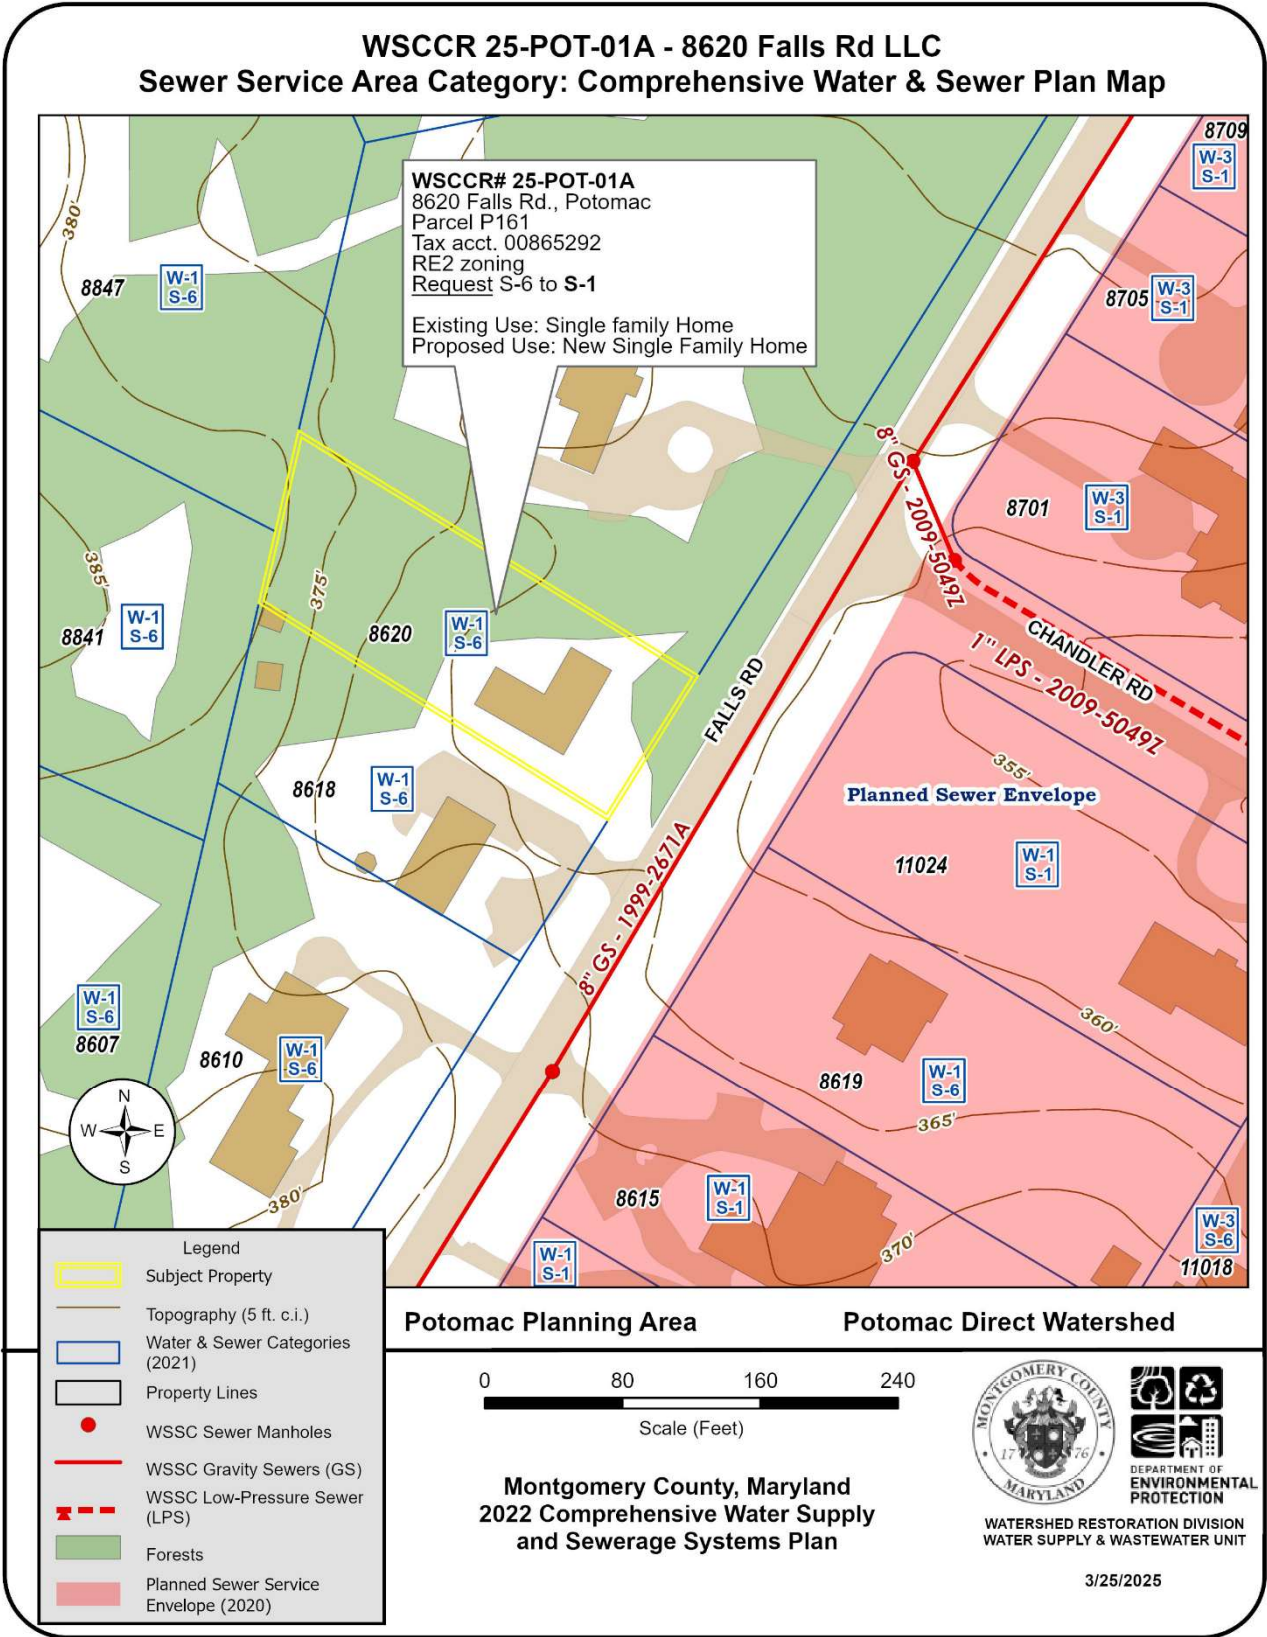 WSCCR 25-POT-01A - 8620 Falls Rd LLC
Sewer Service Area Category: Comprehensive Water & Sewer Plan Map
WSCCR# 25-POT-01A
8620 Falls Rd., Potomac
Parcel P161
Tax acct. 00865292
RE2 zoning
Request S-6 to S-1
Existing Use: Single family Home
Proposed Use: New Single Family Home
8709
W-3
S-1
380'
8847
W-1
S-6
8705
W-3
S-1
8" GS - 2009-5049Z
8701
W-3
S-1
385'
375'
8841
W-1
S-6
8620
W-1
S-6
FALLS RD
CHANDLER RD
1" LPS - 2009-5049Z
355'
8618
W-1
S-6
Planned Sewer Envelope
11024
W-1
S-1
8" GS - 1999-2671A
W-1
S-6
8607
8610
W-1
S-6
360'
8619
W-1
S-6
365'
N
W
E
S
380'
8615
W-1
S-1
370'
W-3
S-6
11018
W-1
S-1
Legend
Subject Property
Topography (5 ft. c.i.)
Water & Sewer Categories
(2021)
Property Lines
WSSC Sewer Manholes
WSSC Gravity Sewers (GS)
WSSC Low-Pressure Sewer
(LPS)
Forests
Planned Sewer Service
Envelope (2020)
Potomac Planning Area
Potomac Direct Watershed
0 80 160 240
Scale (Feet)
Montgomery County, Maryland
2022 Comprehensive Water Supply
and Sewerage Systems Plan
MONTGOMERY COUNTY
17 76
MARYLAND
DEPARTMENT OF
ENVIRONMENTAL
PROTECTION
WATERSHED RESTORATION DIVISION
WATER SUPPLY & WASTEWATER UNIT
3/25/2025